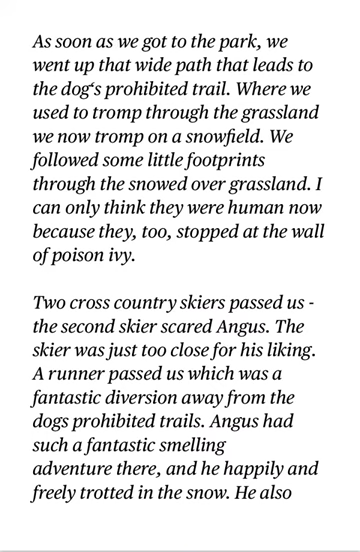 As soon as we got to the park, we
went up that wide path that leads to
the dog‘s prohibited trail. Where we
used to tromp through the grassland
we now tromp on a snowfield. We
followed some little footprints
through the snowed over grassland. I
can only think they were human now
because they, too, stopped at the wall
of poison ivy.

Two cross country skiers passed us -
the second skier scared Angus. The
skier was just too close for his liking.
A runner passed us which was a
fantastic diversion away from the
dogs prohibited trails. Angus had
such a fantastic smelling
adventure there, and he happily and
freely trotted in the snow. He also